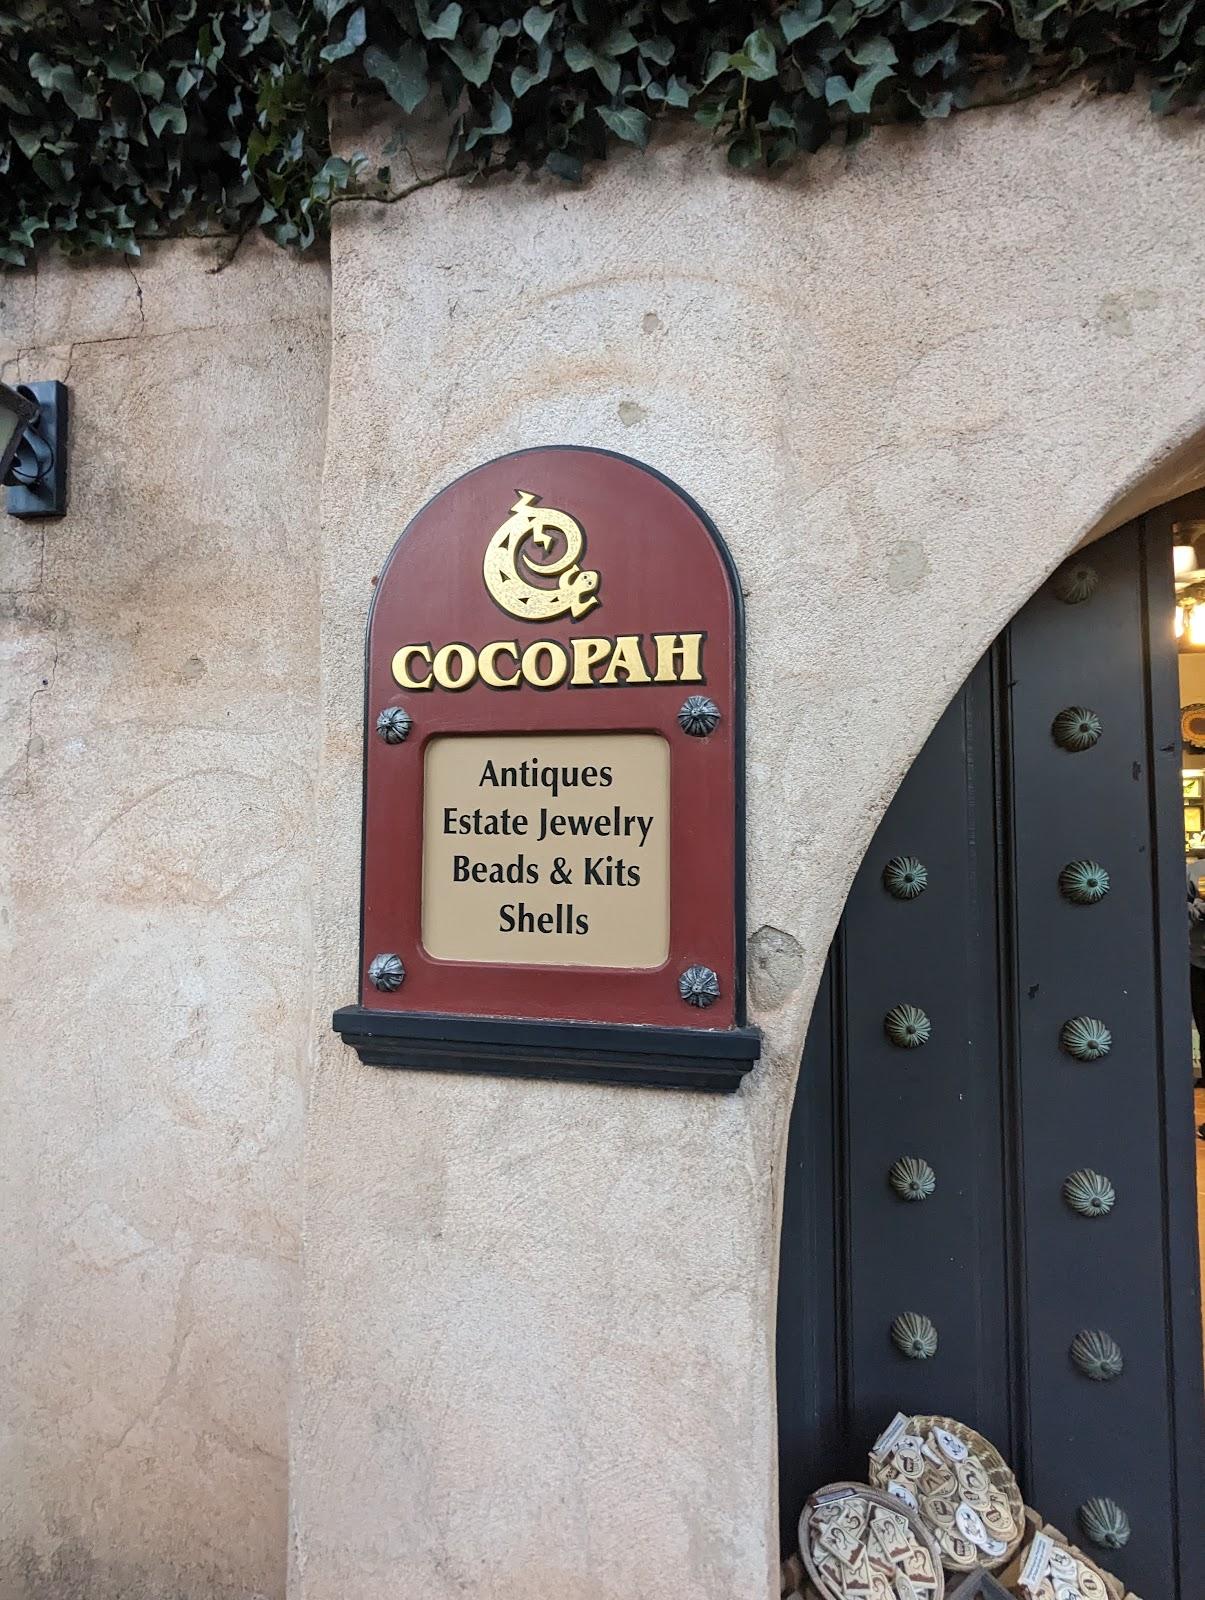 COCOPAH
Antiques
Estate Jewelry
Beads & Kits
Shells